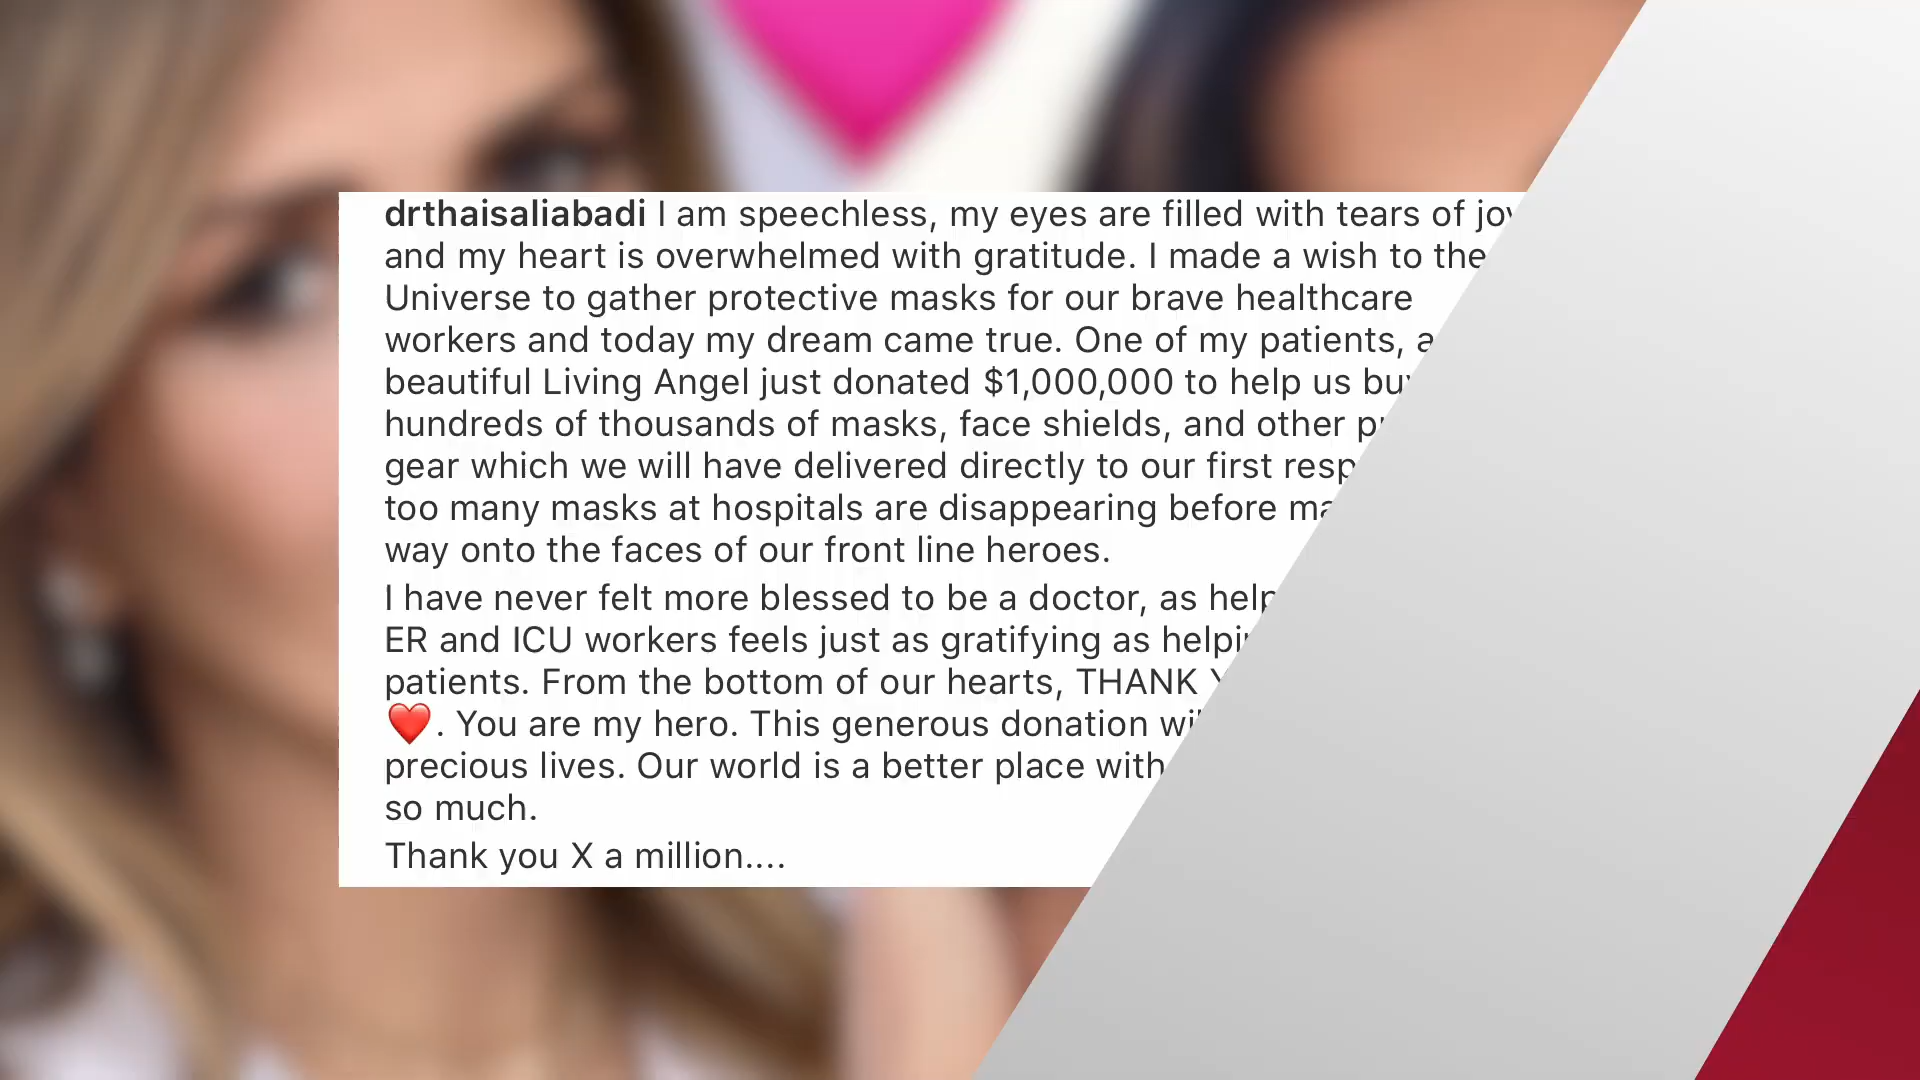 drthaisaliabadi I am speechless, my eyes are filled with tears of joy
and my heart is overwhelmed with gratitude. I made a wish to the
Universe to gather protective masks for our brave healthcare
workers and today my dream came true. One of my patients, a
beautiful Living Angel just donated $1,000,000 to help us buy
hundreds of thousands of masks, face shields, and other
gear which we will have delivered directly to our first
too many masks at hospitals are disappearing before
way onto the faces of our front line heroes.
I have never felt more blessed to be a doctor, as
ER and ICU workers feels just as gratifying as
patients. From the bottom of our hearts, THANK
❤️. You are my hero. This generous donation
precious lives. Our world is a better place with
so much.
Thank you X a million....